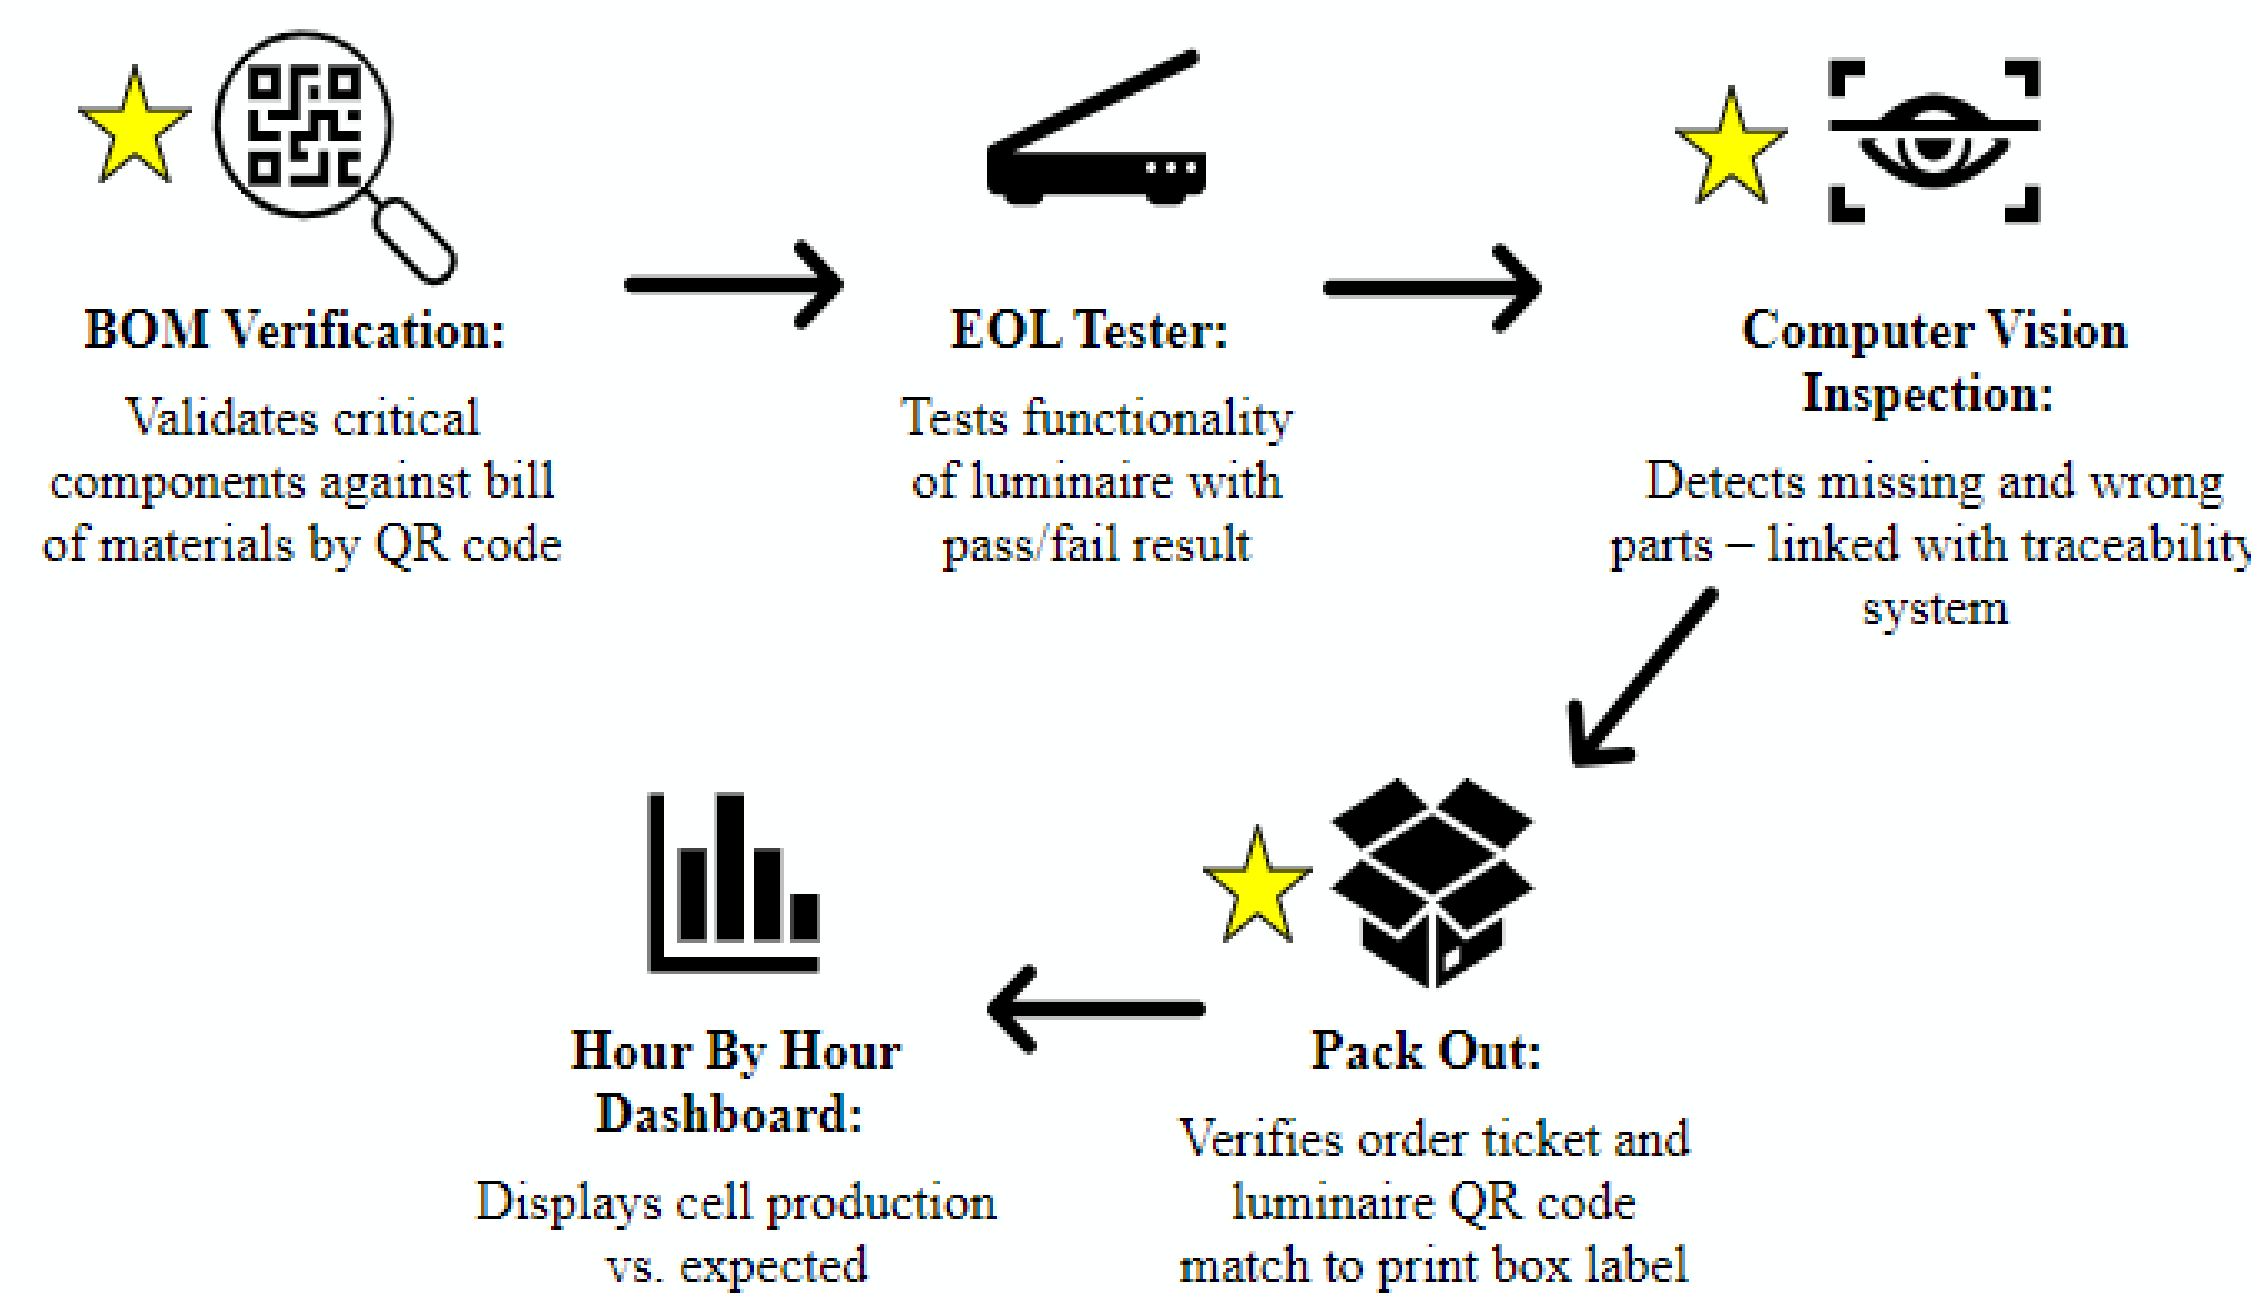 BOM Verification:
Validates critical
components against bill
of materials by QR code
EOL Tester:
Tests functionality
of luminaire with
pass/fail result
Computer Vision
Inspection:
Detects missing and wrong
parts – linked with traceability
system
Hour By Hour
Dashboard:
Displays cell production
vs. expected
Pack Out:
Verifies order ticket and
luminaire QR code
match to print box label